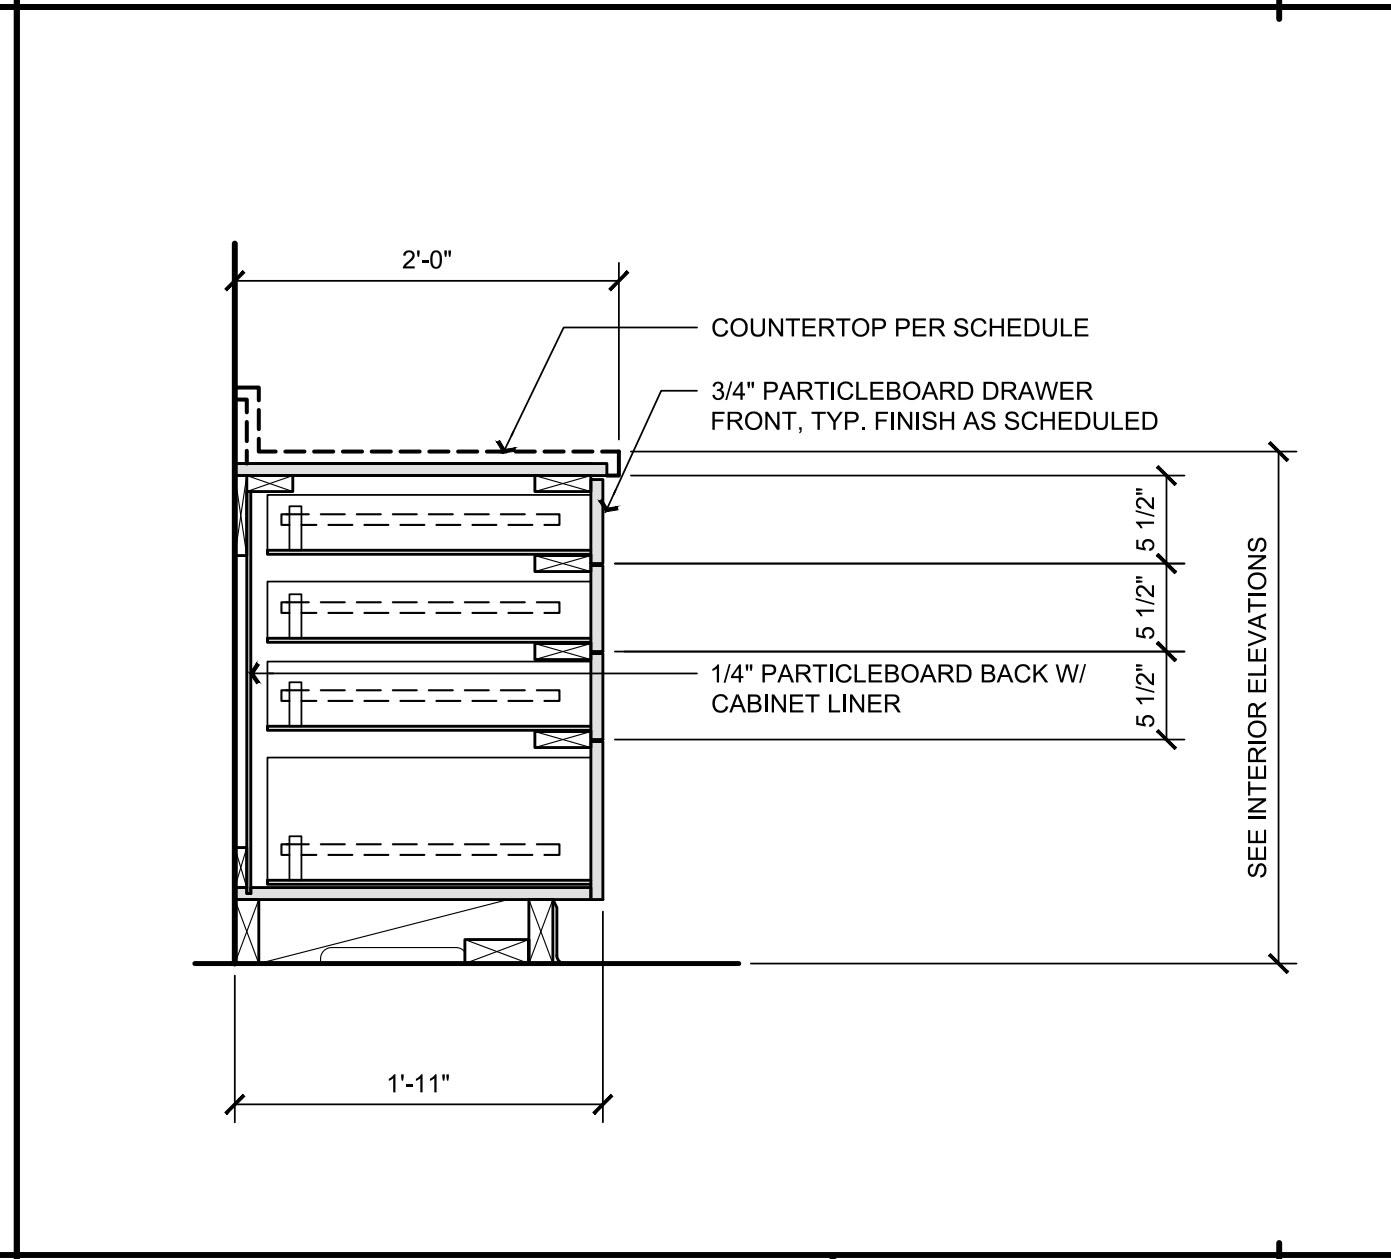 2'-0"
COUNTERTOP PER SCHEDULE
3/4" PARTICLEBOARD DRAWER
FRONT, TYP. FINISH AS SCHEDULED
5 1/2"
5 1/2"
5 1/2"
SEE INTERIOR ELEVATIONS
1/4" PARTICLEBOARD BACK W/
CABINET LINER
1'-11"